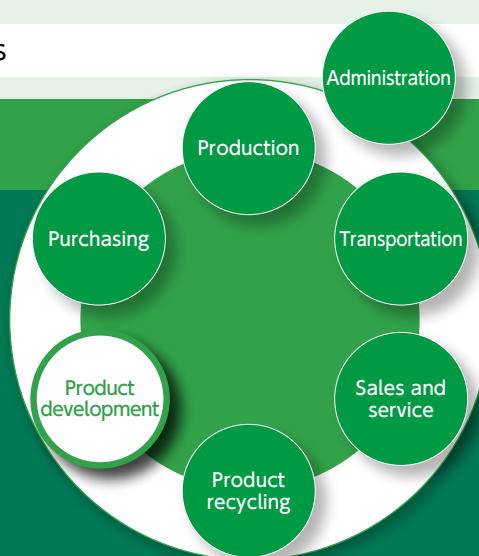 s
Administration
Production
Purchasing
Transportation
Product
development
Sales and
service
Product
recycling